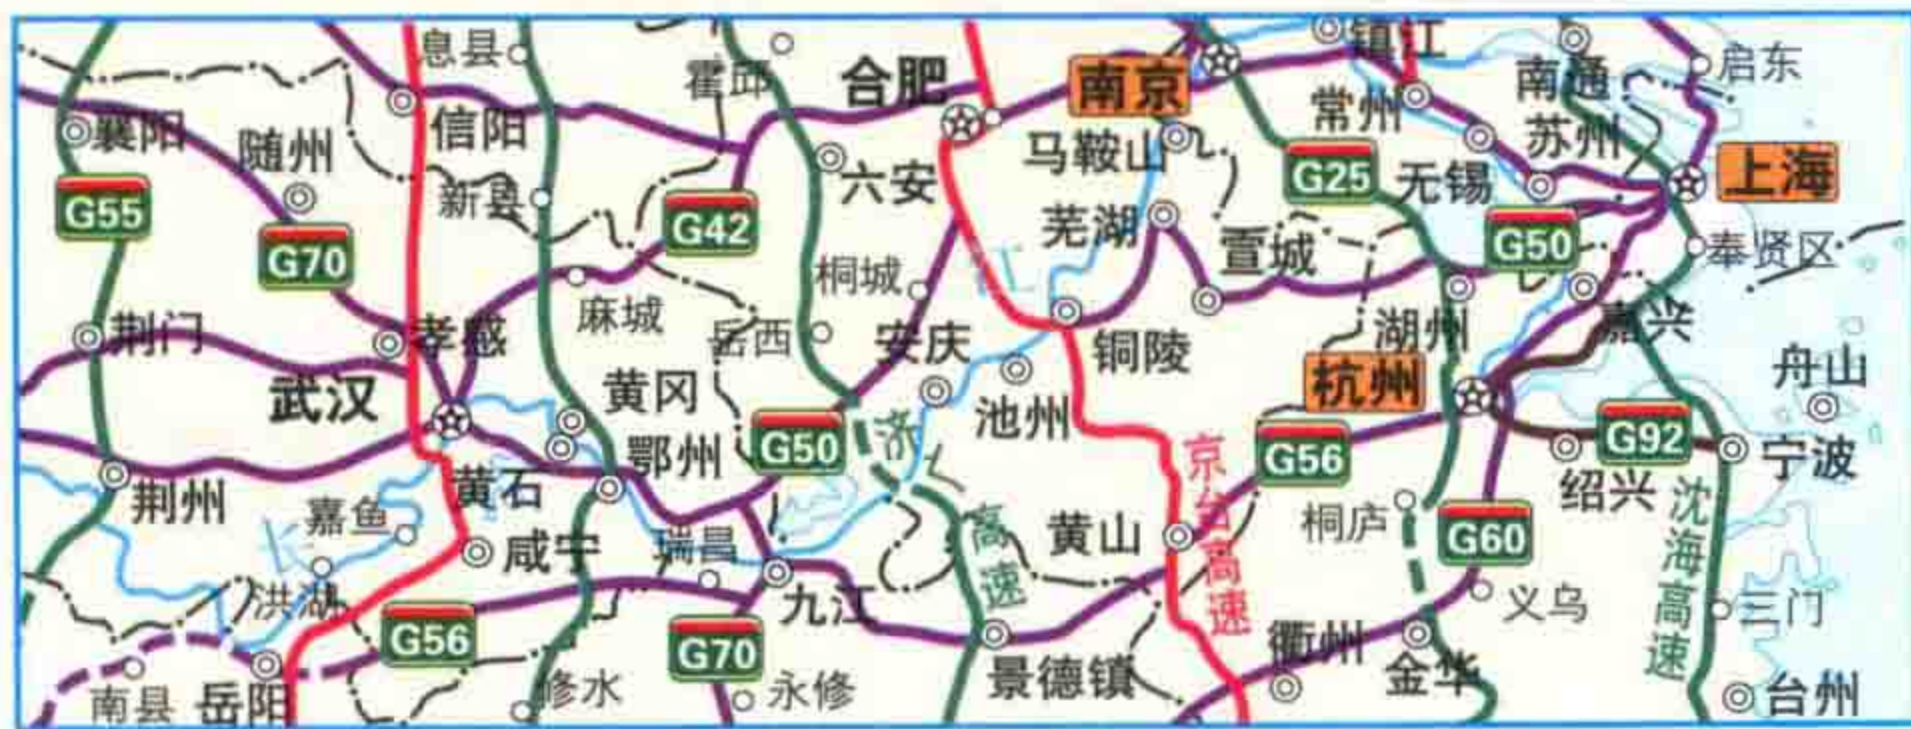 息县
霍邱
合肥
南京
镇江
南通
启东
襄阳
随州
信阳
六安
马鞍山
常州
苏州
上海
G55
新县
G42
G25
无锡
G70
芜湖
宣城
G50
奉贤区
桐城
麻城
荆门
孝感
岳西
安庆
铜陵
湖州
嘉兴
武汉
黄冈
池州
杭州
舟山
鄂州
G50
济
广
高
速
G56
G92
宁波
荆州
黄石
嘉鱼
咸宁
瑞昌
黄山
京台高速
桐庐
绍兴
G60
沈海高速
长
江
洪湖
G56
九江
义乌
三门
G70
衢州
南县
岳阳
修水
永修
景德镇
金华
台州